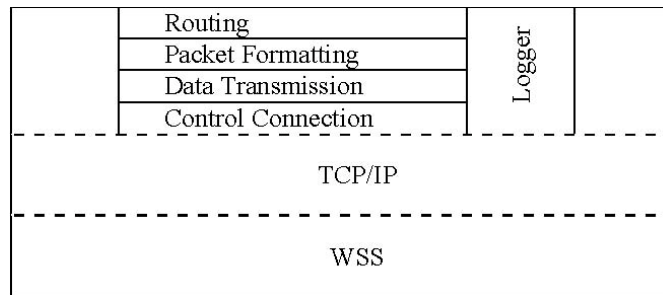 Routing
Packet Formatting
Data Transmission
Control Connection
Logger
TCP/IP
WSS